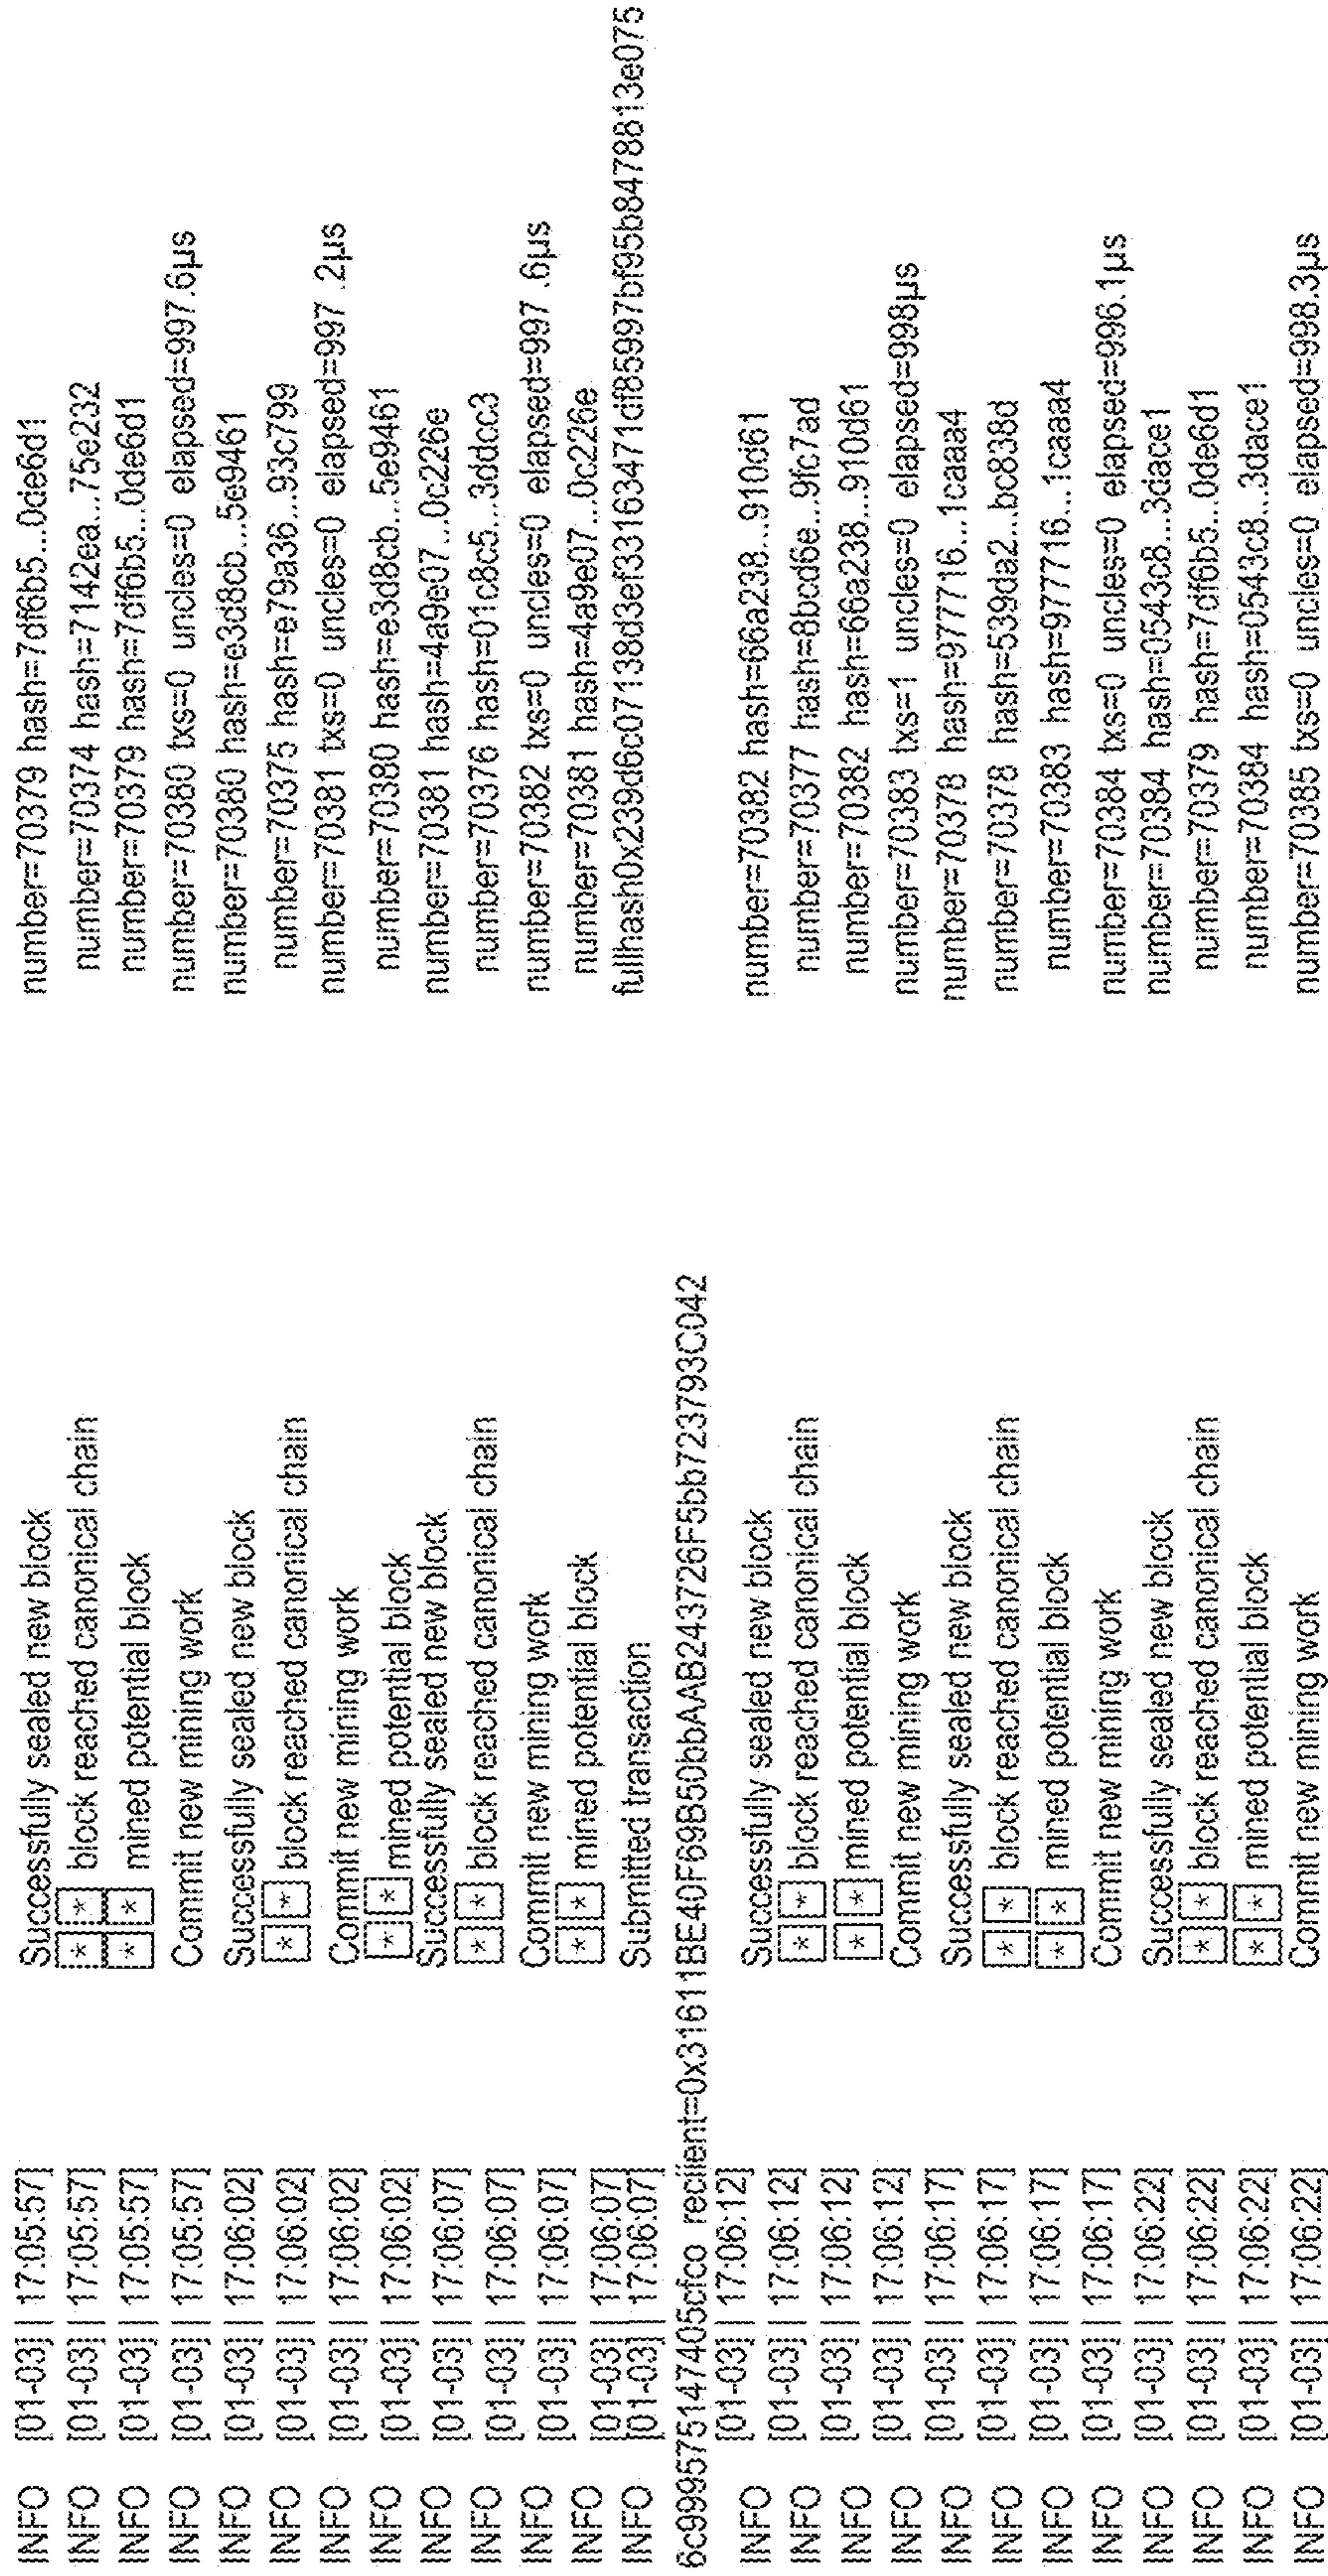 INFO [01-03] | 17:05:57] Successfully sealed new block number=70379 hash=7df6b5...0de6d1
INFO [01-03] | 17:05:57] * * block reached canonical chain number=70374 hash=7142ea...75e232
INFO [01-03] | 17:05:57] * * mined potential block number=70379 hash=7df6b5...0de6d1
INFO [01-03] | 17:05:57] Commit new mining work number=70380 txs=0 uncles=0 elapsed=997.6µs
INFO [01-03] | 17:06:02] Successfully sealed new block number=70380 hash=e3d8cb...5e9461
INFO [01-03] | 17:06:02] * * block reached canonical chain number=70375 hash=e79a36...93c799
INFO [01-03] | 17:06:02] Commit new mining work number=70381 txs=0 uncles=0 elapsed=997 .2µs
INFO [01-03] | 17:06:02] * * mined potential block number=70380 hash=e3d8cb...5e9461
INFO [01-03] | 17:06:07] Successfully sealed new block number=70381 hash=4a9e07...0c226e
INFO [01-03] | 17:06:07] * * block reached canonical chain number=70376 hash=01c8c5...3ddcc3
INFO [01-03] | 17:06:07] Commit new mining work number=70382 txs=0 uncles=0 elapsed=997 .6µs
INFO [01-03] | 17:06:07] * * mined potential block number=70381 hash=4a9e07...0c226e
INFO [01-03] | 17:06:07] Submitted transaction fullhash0x239d6c07138d3ef33163471df85997bf95b8478813e075
6c999575147405cfco reciient=0x31611BE40F69B50bbAAB243726F5bb723793C042
INFO [01-03] | 17:06:12] Successfully sealed new block number=70382 hash=66a238...910d61
INFO [01-03] | 17:06:12] * * block reached canonical chain number=70377 hash=8bcd6e...9fc7ad
INFO [01-03] | 17:06:12] * * mined potential block number=70382 hash=66a238...910d61
INFO [01-03] | 17:06:12] Commit new mining work number=70383 txs=1 uncles=0 elapsed=998µs
INFO [01-03] | 17:06:17] Successfully sealed new block number=70378 hash=977716...1caaa4
INFO [01-03] | 17:06:17] * * block reached canonical chain number=70378 hash=539da2...bc838d
INFO [01-03] | 17:06:17] * * mined potential block number=70383 hash=977716...1caaa4
INFO [01-03] | 17:06:17] Commit new mining work number=70384 txs=0 uncles=0 elapsed=996.1µs
INFO [01-03] | 17:06:22] Successfully sealed new block number=70384 hash=0543c8...3dace1
INFO [01-03] | 17:06:22] * * block reached canonical chain number=70379 hash=7df6b5...0de6d1
INFO [01-03] | 17:06:22] * * mined potential block number=70384 hash=0543c8...3dace1
INFO [01-03] | 17:06:22] Commit new mining work number=70385 txs=0 uncles=0 elapsed=998.3µs